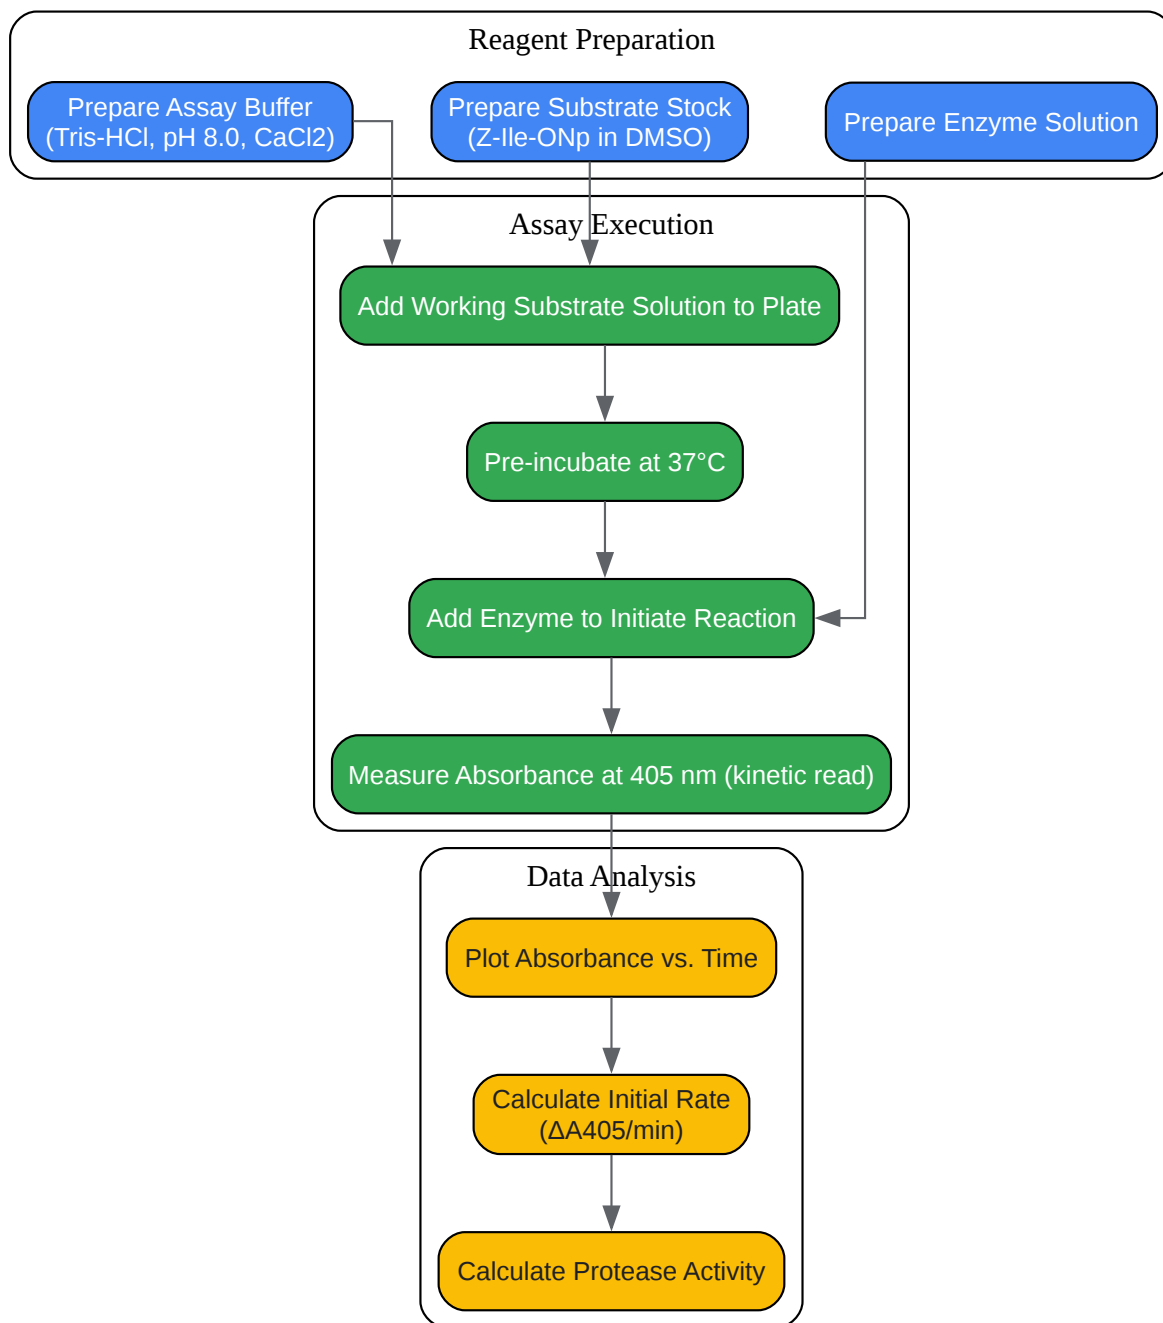 Reagent Preparation
Prepare Assay Buffer
(Tris-HCl, pH 8.0, CaCl2)
Prepare Substrate Stock
(Z-Ile-ONp in DMSO)
Prepare Enzyme Solution
Assay Execution
Add Working Substrate Solution to Plate
Pre-incubate at 37°C
Add Enzyme to Initiate Reaction
Measure Absorbance at 405 nm (kinetic read)
Data Analysis
Plot Absorbance vs. Time
Calculate Initial Rate
(ΔA405/min)
Calculate Protease Activity